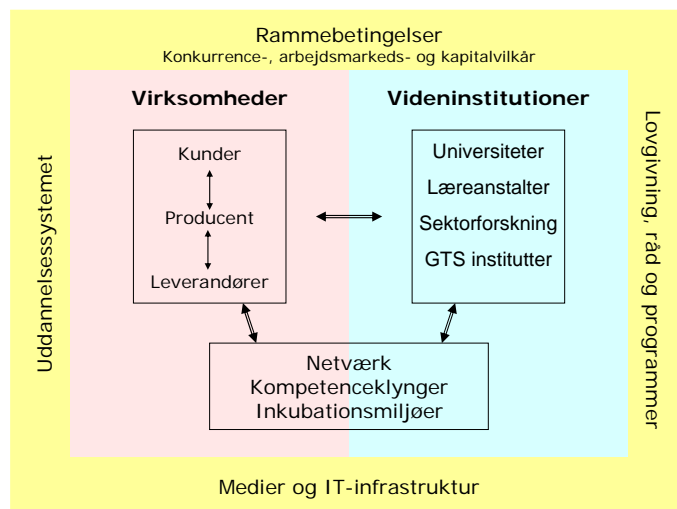 Rammebetingelser
Konkurrence-, arbejdsmarkeds- og kapitalvilkår
Virksomheder
Videninstitutioner
Kunder
Producent
Leverandører
Universiteter
Læreanstalter
Sektorforskning
GTS institutter
Netværk
Kompetenceklynger
Inkubationsmiljøer
Uddannelsessystemet
Lovgivning, råd og programmer
Medier og IT-infrastruktur